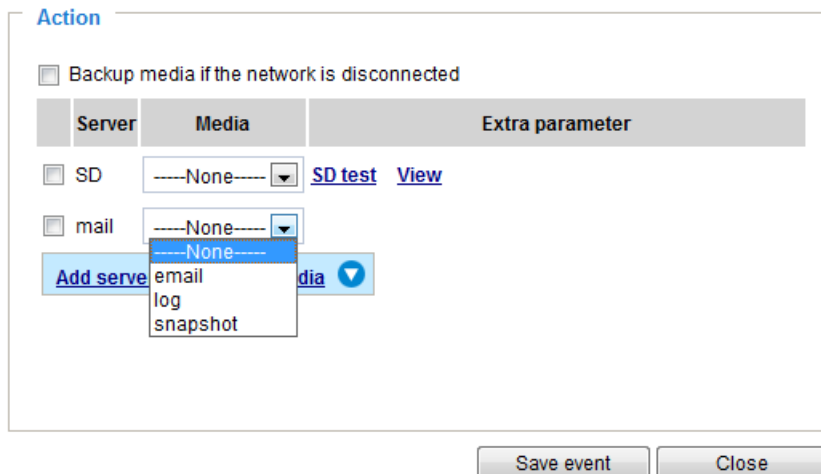 Action
Backup media if the network is disconnected
Server Media Extra parameter
SD -----None----- SD test View
mail -----None-----
-----None-----
Add serve dia
email
log
snapshot
Save event Close